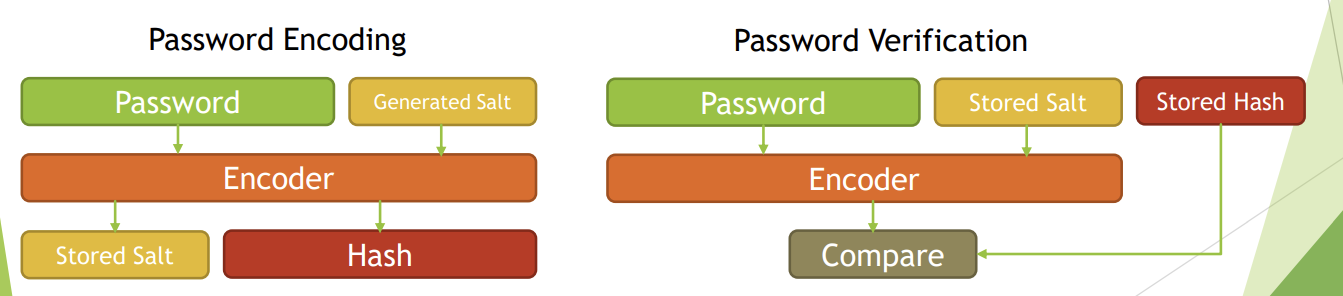 Password Encoding
Password
Generated Salt
Encoder
Stored Salt
Hash
Password Verification
Password
Stored Salt
Stored Hash
Encoder
Compare